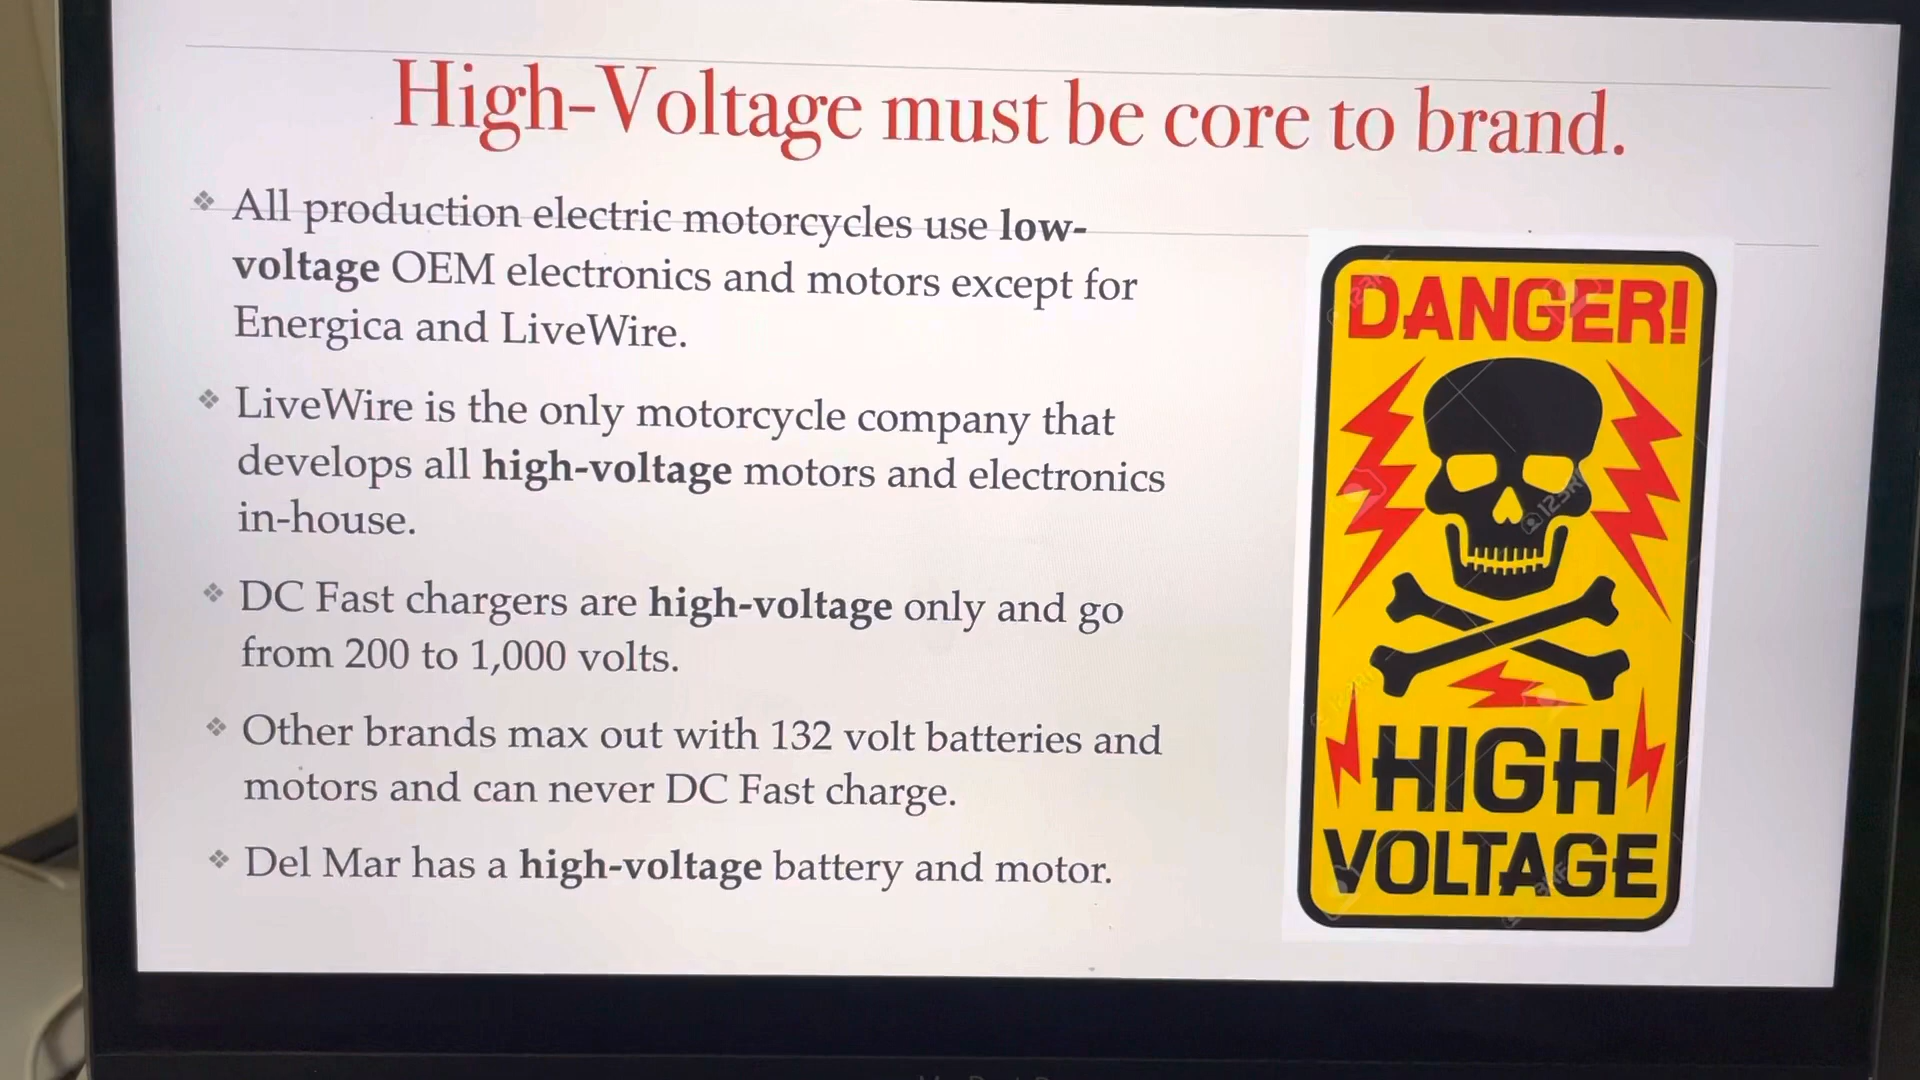 High-Voltage must be core to brand.
❖ All production electric motorcycles use low-
voltage OEM electronics and motors except for
Energica and LiveWire.
❖ LiveWire is the only motorcycle company that
develops all high-voltage motors and electronics
in-house.
❖ DC Fast chargers are high-voltage only and go
from 200 to 1,000 volts.
❖ Other brands max out with 132 volt batteries and
motors and can never DC Fast charge.
❖ Del Mar has a high-voltage battery and motor.
DANGER!
HIGH
VOLTAGE
123RF